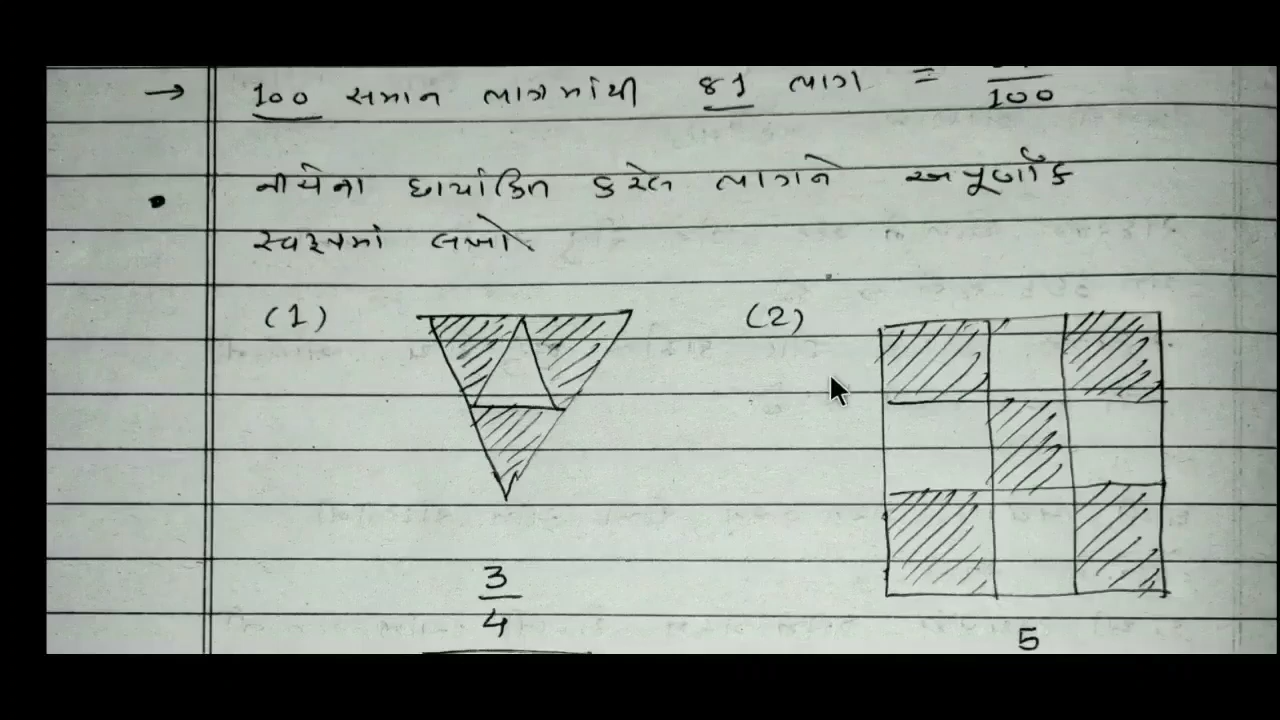 → 100 સમાન ભાગમાંથી 81 ભાગ = /100
• નીચેના છાયાંકિત કરેલ ભાગને અપૂર્ણાંક
સ્વરૂપમાં લખો.
(1) (2)
3/4
5